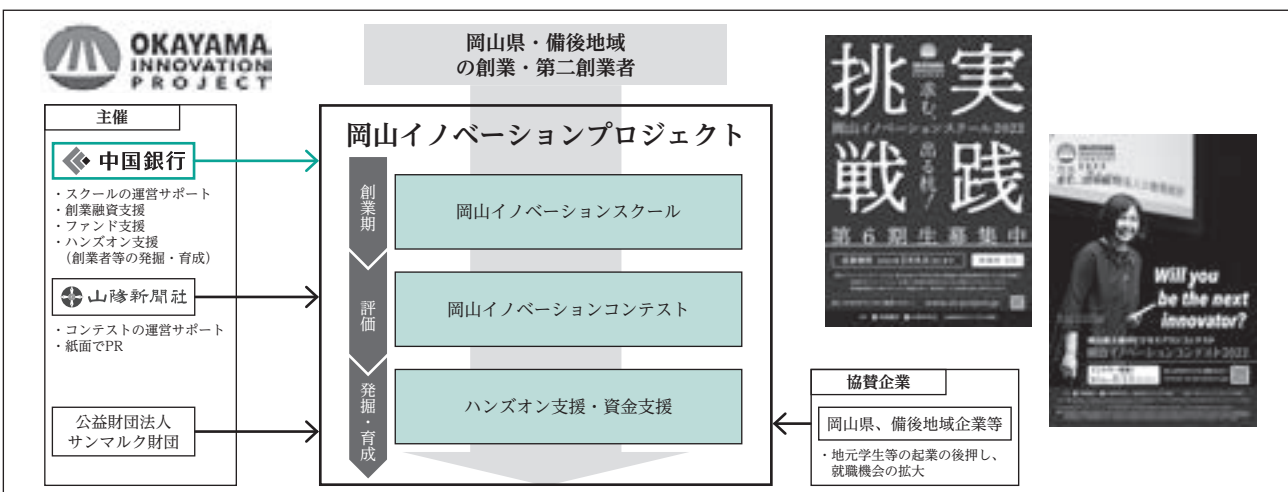 OKAYAMA
INNOVATION
PROJECT
岡山県・備後地域
の創業・第二創業者
主催
中国銀行
・スクールの運営サポート
・創業融資支援
・ファンド支援
・ハンズオン支援
(創業者等の発掘・育成)
山陽新聞社
・コンテストの運営サポート
・紙面でPR
公益財団法人
サンマルク財団
岡山イノベーションプロジェクト
創業期
岡山イノベーションスクール
評価
岡山イノベーションコンテスト
発掘・育成
ハンズオン支援・資金支援
協賛企業
岡山県、備後地域企業等
・地元学生等の起業の後押し、
就職機会の拡大
実践
挑戦
求む、
出る杭!
岡山イノベーションスクール2022
第6期生募集中
Will you
be the next
innovator?
岡山イノベーションコンテスト2022